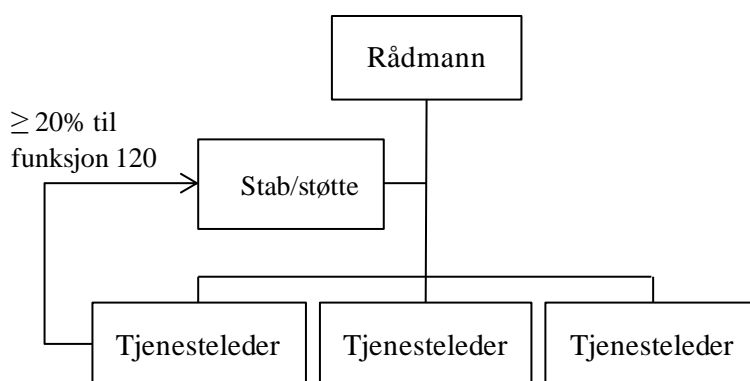 Rådmann
≥ 20% til
funksjon 120
Stab/støtte
Tjenesteleder
Tjenesteleder
Tjenesteleder